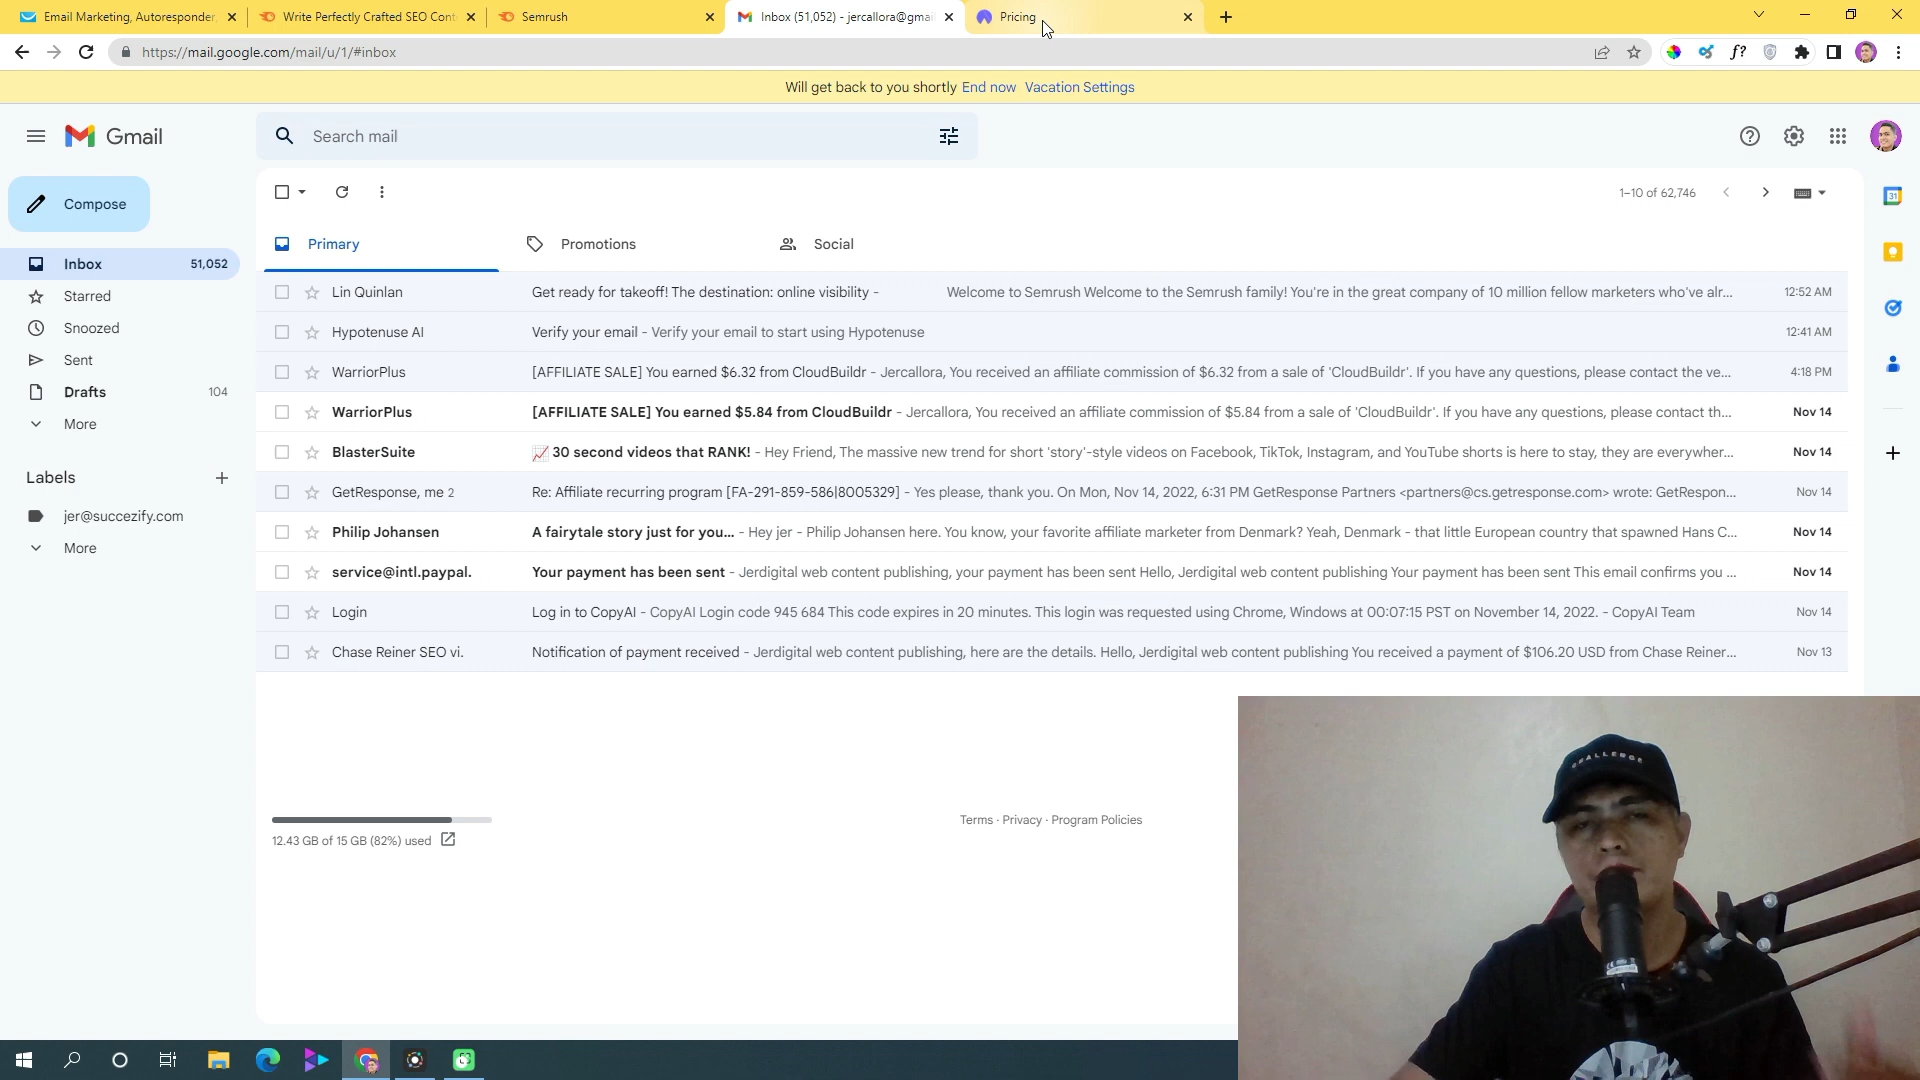 Email Marketing, Autoresponder,
Write Perfectly Crafted SEO Cont
Semrush
Inbox (51,052) - jercallora@gmai
Pricing
https://mail.google.com/mail/u/1/#inbox
f?
Will get back to you shortly End now Vacation Settings
Gmail
Search mail
Compose
1–10 of 62,746
Primary
Promotions
Social
Inbox 51,052
Starred
Snoozed
Sent
Drafts 104
More
Labels
jer@succezify.com
More
31
Lin Quinlan Get ready for takeoff! The destination: online visibility - Welcome to Semrush Welcome to the Semrush family! You're in the great company of 10 million fellow marketers who've alr... 12:52 AM
Hypotenuse AI Verify your email - Verify your email to start using Hypotenuse 12:41 AM
WarriorPlus [AFFILIATE SALE] You earned $6.32 from CloudBuildr - Jercallora, You received an affiliate commission of $6.32 from a sale of 'CloudBuildr'. If you have any questions, please contact the ve... 4:18 PM
WarriorPlus [AFFILIATE SALE] You earned $5.84 from CloudBuildr - Jercallora, You received an affiliate commission of $5.84 from a sale of 'CloudBuildr'. If you have any questions, please contact th... Nov 14
BlasterSuite 📈 30 second videos that RANK! - Hey Friend, The massive new trend for short 'story'-style videos on Facebook, TikTok, Instagram, and YouTube shorts is here to stay, they are everywher... Nov 14
GetResponse, me 2 Re: Affiliate recurring program [FA-291-859-586|8005329] - Yes please, thank you. On Mon, Nov 14, 2022, 6:31 PM GetResponse Partners <partners@cs.getresponse.com> wrote: GetRespon... Nov 14
Philip Johansen A fairytale story just for you... - Hey jer - Philip Johansen here. You know, your favorite affiliate marketer from Denmark? Yeah, Denmark - that little European country that spawned Hans C... Nov 14
service@intl.paypal. Your payment has been sent - Jerdigital web content publishing, your payment has been sent Hello, Jerdigital web content publishing Your payment has been sent This email confirms you ... Nov 14
Login Log in to CopyAI - CopyAI Login code 945 684 This code expires in 20 minutes. This login was requested using Chrome, Windows at 00:07:15 PST on November 14, 2022. - CopyAI Team Nov 14
Chase Reiner SEO vi. Notification of payment received - Jerdigital web content publishing, here are the details. Hello, Jerdigital web content publishing You received a payment of $106.20 USD from Chase Reiner... Nov 13
12.43 GB of 15 GB (82%) used
Terms · Privacy · Program Policies
CHALLENGE